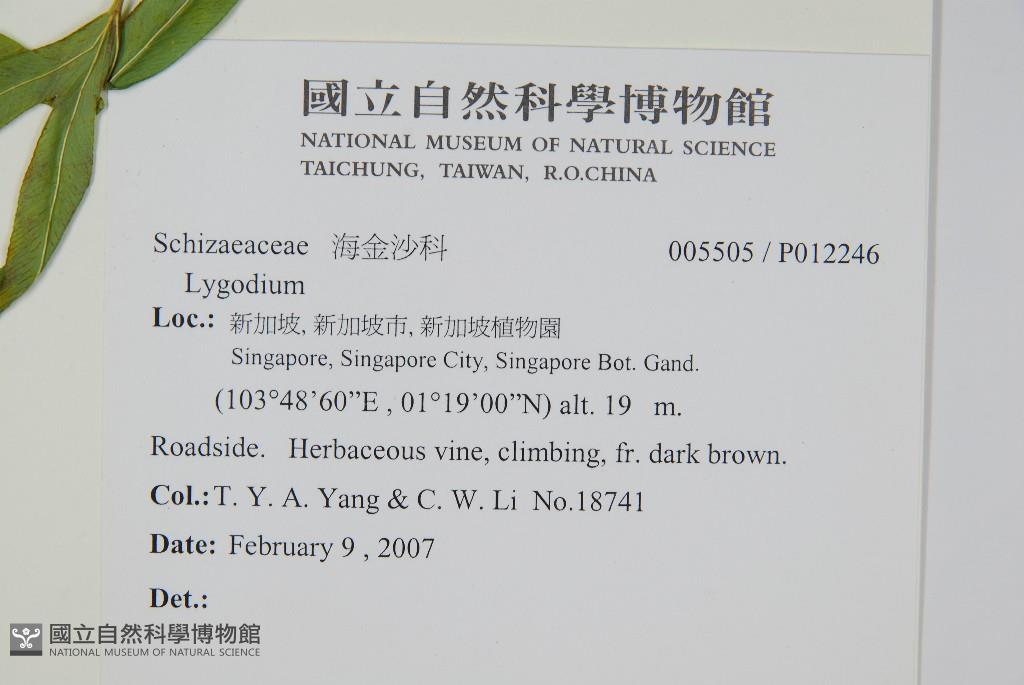 國立自然科學博物館
NATIONAL MUSEUM OF NATURAL SCIENCE
TAICHUNG, TAIWAN, R.O.CHINA
Schizaeaceae 海金沙科 005505 / P012246
Lygodium
Loc.: 新加坡, 新加坡市, 新加坡植物園
Singapore, Singapore City, Singapore Bot. Gand.
(103°48’60”E , 01°19’00”N) alt. 19 m.
Roadside. Herbaceous vine, climbing, fr. dark brown.
Col.: T. Y. A. Yang & C. W. Li No.18741
Date: February 9 , 2007
Det.:
國立自然科學博物館
NATIONAL MUSEUM OF NATURAL SCIENCE